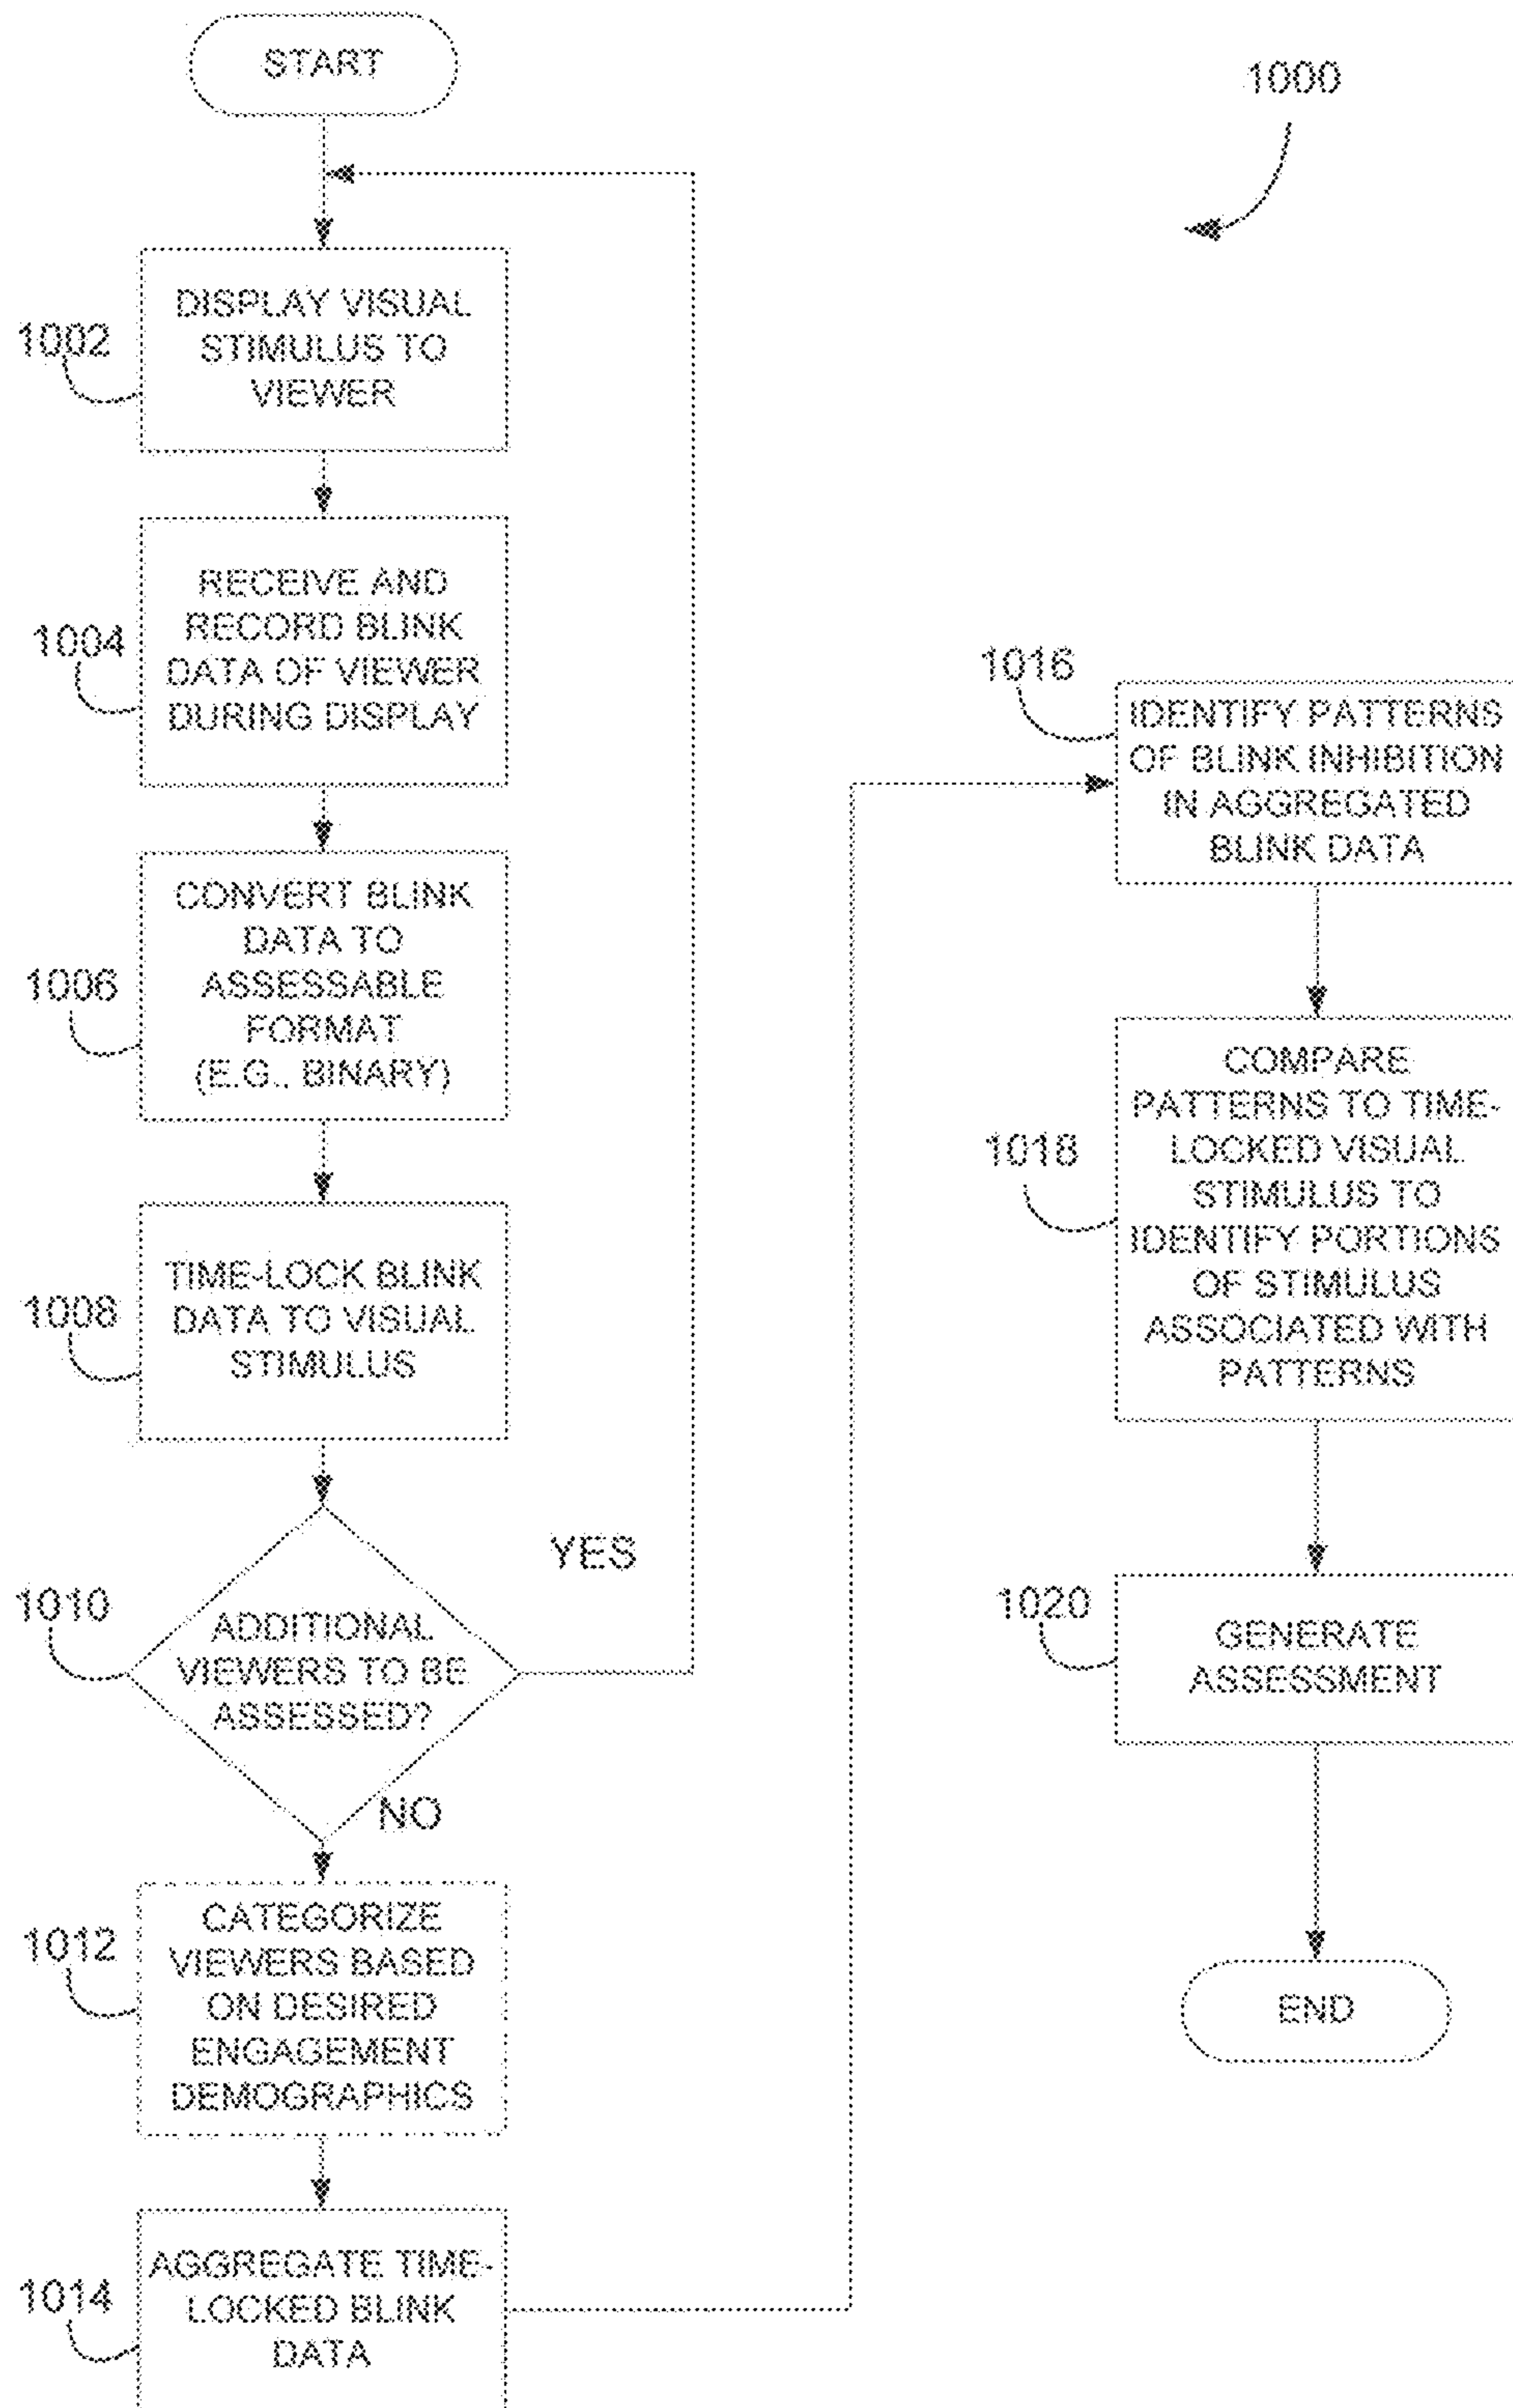 START
1000
1002
DISPLAY VISUAL
STIMULUS TO
VIEWER
1004
RECEIVE AND
RECORD BLINK
DATA OF VIEWER
DURING DISPLAY
1006
CONVERT BLINK
DATA TO
ASSESSABLE
FORMAT
(E.G., BINARY)
1008
TIME-LOCK BLINK
DATA TO VISUAL
STIMULUS
1010
ADDITIONAL
VIEWERS TO BE
ASSESSED?
YES
NO
1012
CATEGORIZE
VIEWERS BASED
ON DESIRED
ENGAGEMENT
DEMOGRAPHICS
1014
AGGREGATE TIME-
LOCKED BLINK
DATA
1016
IDENTIFY PATTERNS
OF BLINK INHIBITION
IN AGGREGATED
BLINK DATA
1018
COMPARE
PATTERNS TO TIME-
LOCKED VISUAL
STIMULUS TO
IDENTIFY PORTIONS
OF STIMULUS
ASSOCIATED WITH
PATTERNS
1020
GENERATE
ASSESSMENT
END